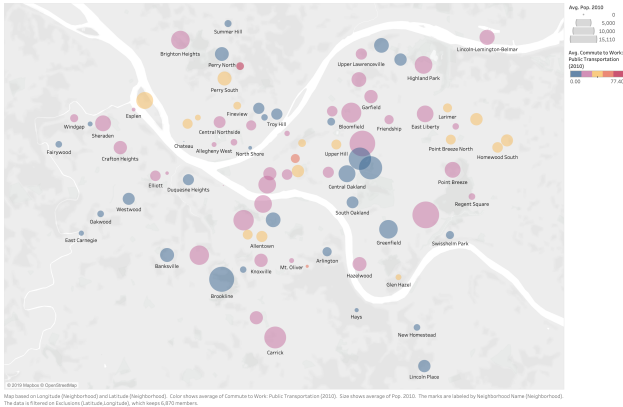 Summer Hill
Brighton Heights
Perry North
Lincoln-Lemington-Belmar
Upper Lawrenceville
Highland Park
Perry South
Esplen
Fineview
Garfield
Windgap
Sheraden
Troy Hill
Central Northside
Bloomfield
Friendship
East Liberty
Larimer
Fairywood
Crafton Heights
Chateau
Allegheny West
North Shore
Upper Hill
Point Breeze North
Homewood South
Elliott
Duquesne Heights
Central Oakland
Point Breeze
Westwood
Oakwood
South Oakland
Regent Square
East Carnegie
Allentown
Greenfield
Swisshelm Park
Banksville
Knoxville
Mt. Oliver
Arlington
Hazelwood
Glen Hazel
Brookline
Hays
New Homestead
Carrick
Lincoln Place
© 2019 Mapbox © OpenStreetMap
Avg. Pop. 2010
0
5,000
10,000
15,110
Avg. Commute to Work:
Public Transportation
(2010)
0.00 77.40
Map based on Longitude (Neighborhood) and Latitude (Neighborhood). Color shows average of Commute to Work: Public Transportation (2010). Size shows average of Pop. 2010. The marks are labeled by Neighborhood Name (Neighborhood).
The data is filtered on Exclusions (Latitude,Longitude), which keeps 6,870 members.